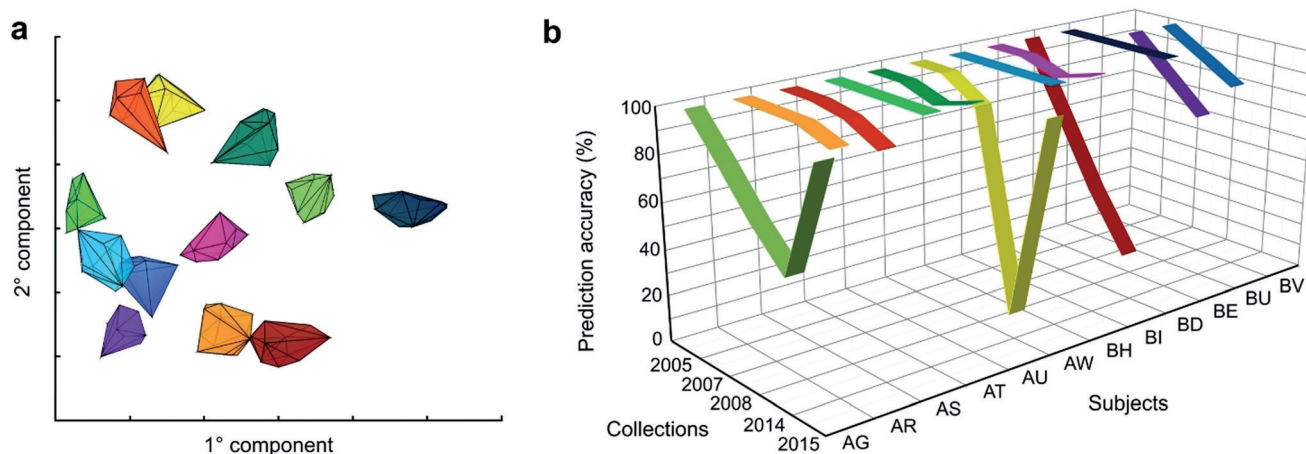 a
2° component
1° component
b
Prediction accuracy (%)
100
80
60
40
20
0
2005
2007
2008
2014
2015
Collections
AG
AR
AS
AT
AU
AW
BH
BI
BD
BE
BU
BV
Subjects